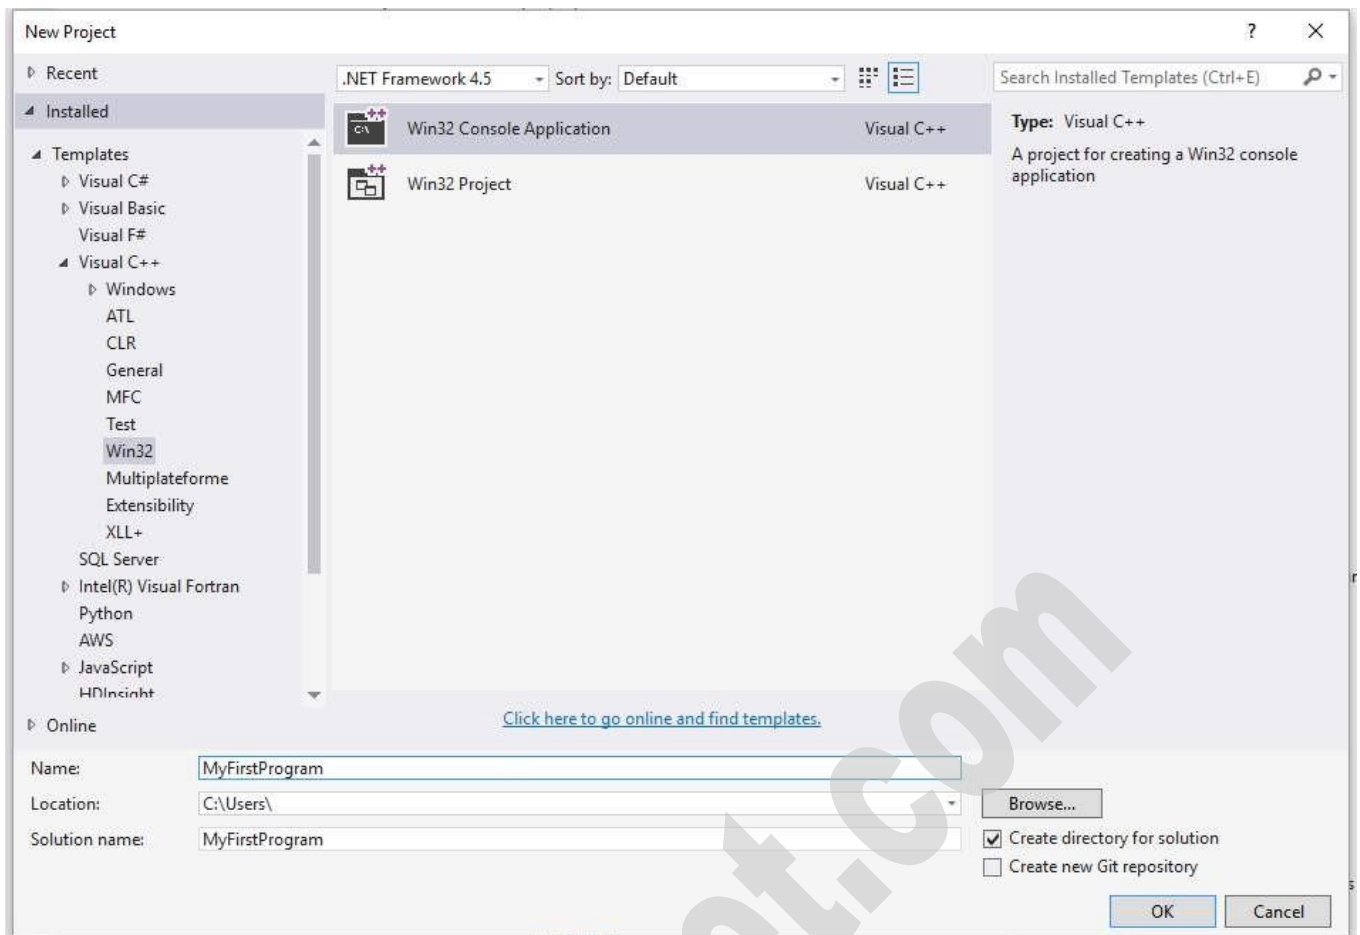 New Project
?
Recent
Installed
Templates
Visual C#
Visual Basic
Visual F#
Visual C++
Windows
ATL
CLR
General
MFC
Test
Win32
Multiplateforme
Extensibility
XLL+
SQL Server
Intel(R) Visual Fortran
Python
AWS
JavaScript
HDInsight
Online
.NET Framework 4.5
Sort by: Default
Win32 Console Application Visual C++
Win32 Project Visual C++
Click here to go online and find templates.
Search Installed Templates (Ctrl+E)
Type: Visual C++
A project for creating a Win32 console
application
Name: MyFirstProgram
Location: C:\Users\
Browse...
Solution name: MyFirstProgram
Create directory for solution
Create new Git repository
OK Cancel
t.com